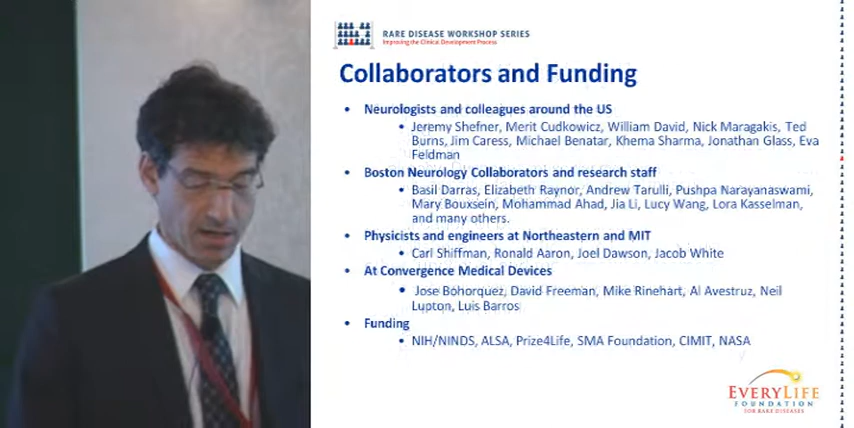 RARE DISEASE WORKSHOP SERIES
Improving the Clinical Development Process
Collaborators and Funding
• Neurologists and colleagues around the US
• Jeremy Shefner, Merit Cudkowicz, William David, Nick Maragakis, Ted
Burns, Jim Caress, Michael Benatar, Khema Sharma, Jonathan Glass, Eva
Feldman
• Boston Neurology Collaborators and research staff
• Basil Darras, Elizabeth Raynor, Andrew Tarulli, Pushpa Narayanaswami,
Mary Bouxsein, Mohammad Ahad, Jia Li, Lucy Wang, Lora Kasselman,
and many others.
• Physicists and engineers at Northeastern and MIT
• Carl Shiffman, Ronald Aaron, Joel Dawson, Jacob White
• At Convergence Medical Devices
• Jose Bohorquez, David Freeman, Mike Rinehart, Al Avestruz, Neil
Lupton, Luis Barros
• Funding
• NIH/NINDS, ALSA, Prize4Life, SMA Foundation, CIMIT, NASA
EVERYLIFE
FOUNDATION
FOR RARE DISEASES